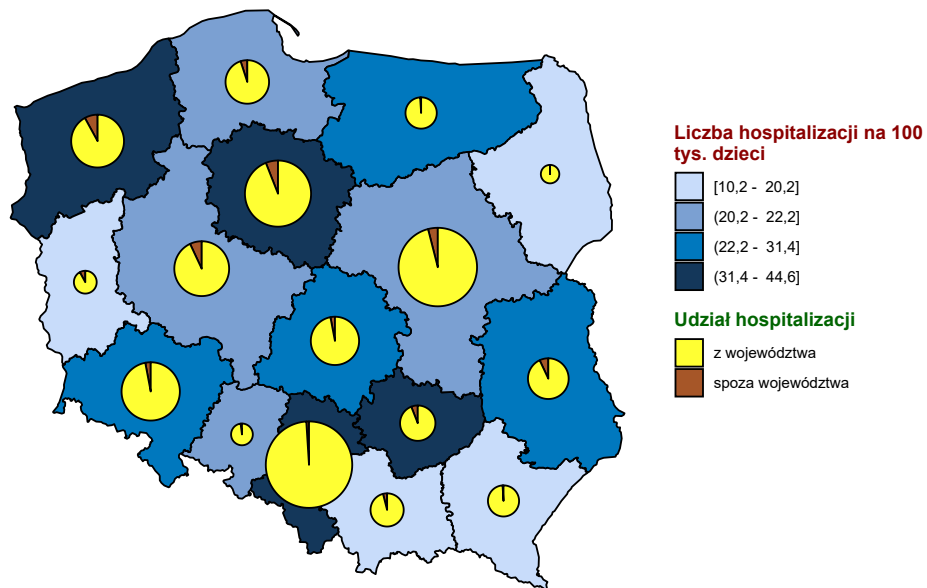 Liczba hospitalizacji na 100
tys. dzieci
[10,2 - 20,2]
(20,2 - 22,2]
(22,2 - 31,4]
(31,4 - 44,6]
Udział hospitalizacji
z województwa
spoza województwa